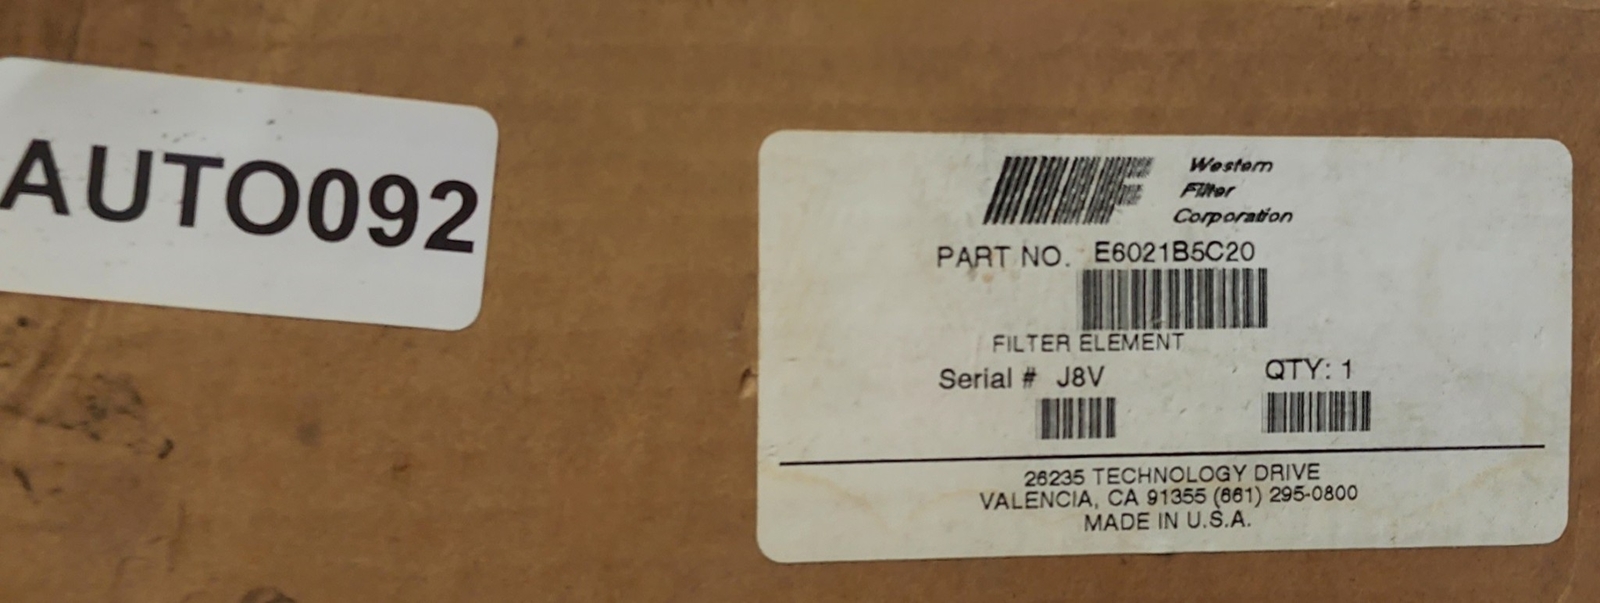 AUTO092
Western
Filter
Corporation
PART NO. E6021B5C20
FILTER ELEMENT
Serial # J8V QTY: 1
26235 TECHNOLOGY DRIVE
VALENCIA, CA 91355 (661) 295-0800
MADE IN U.S.A.